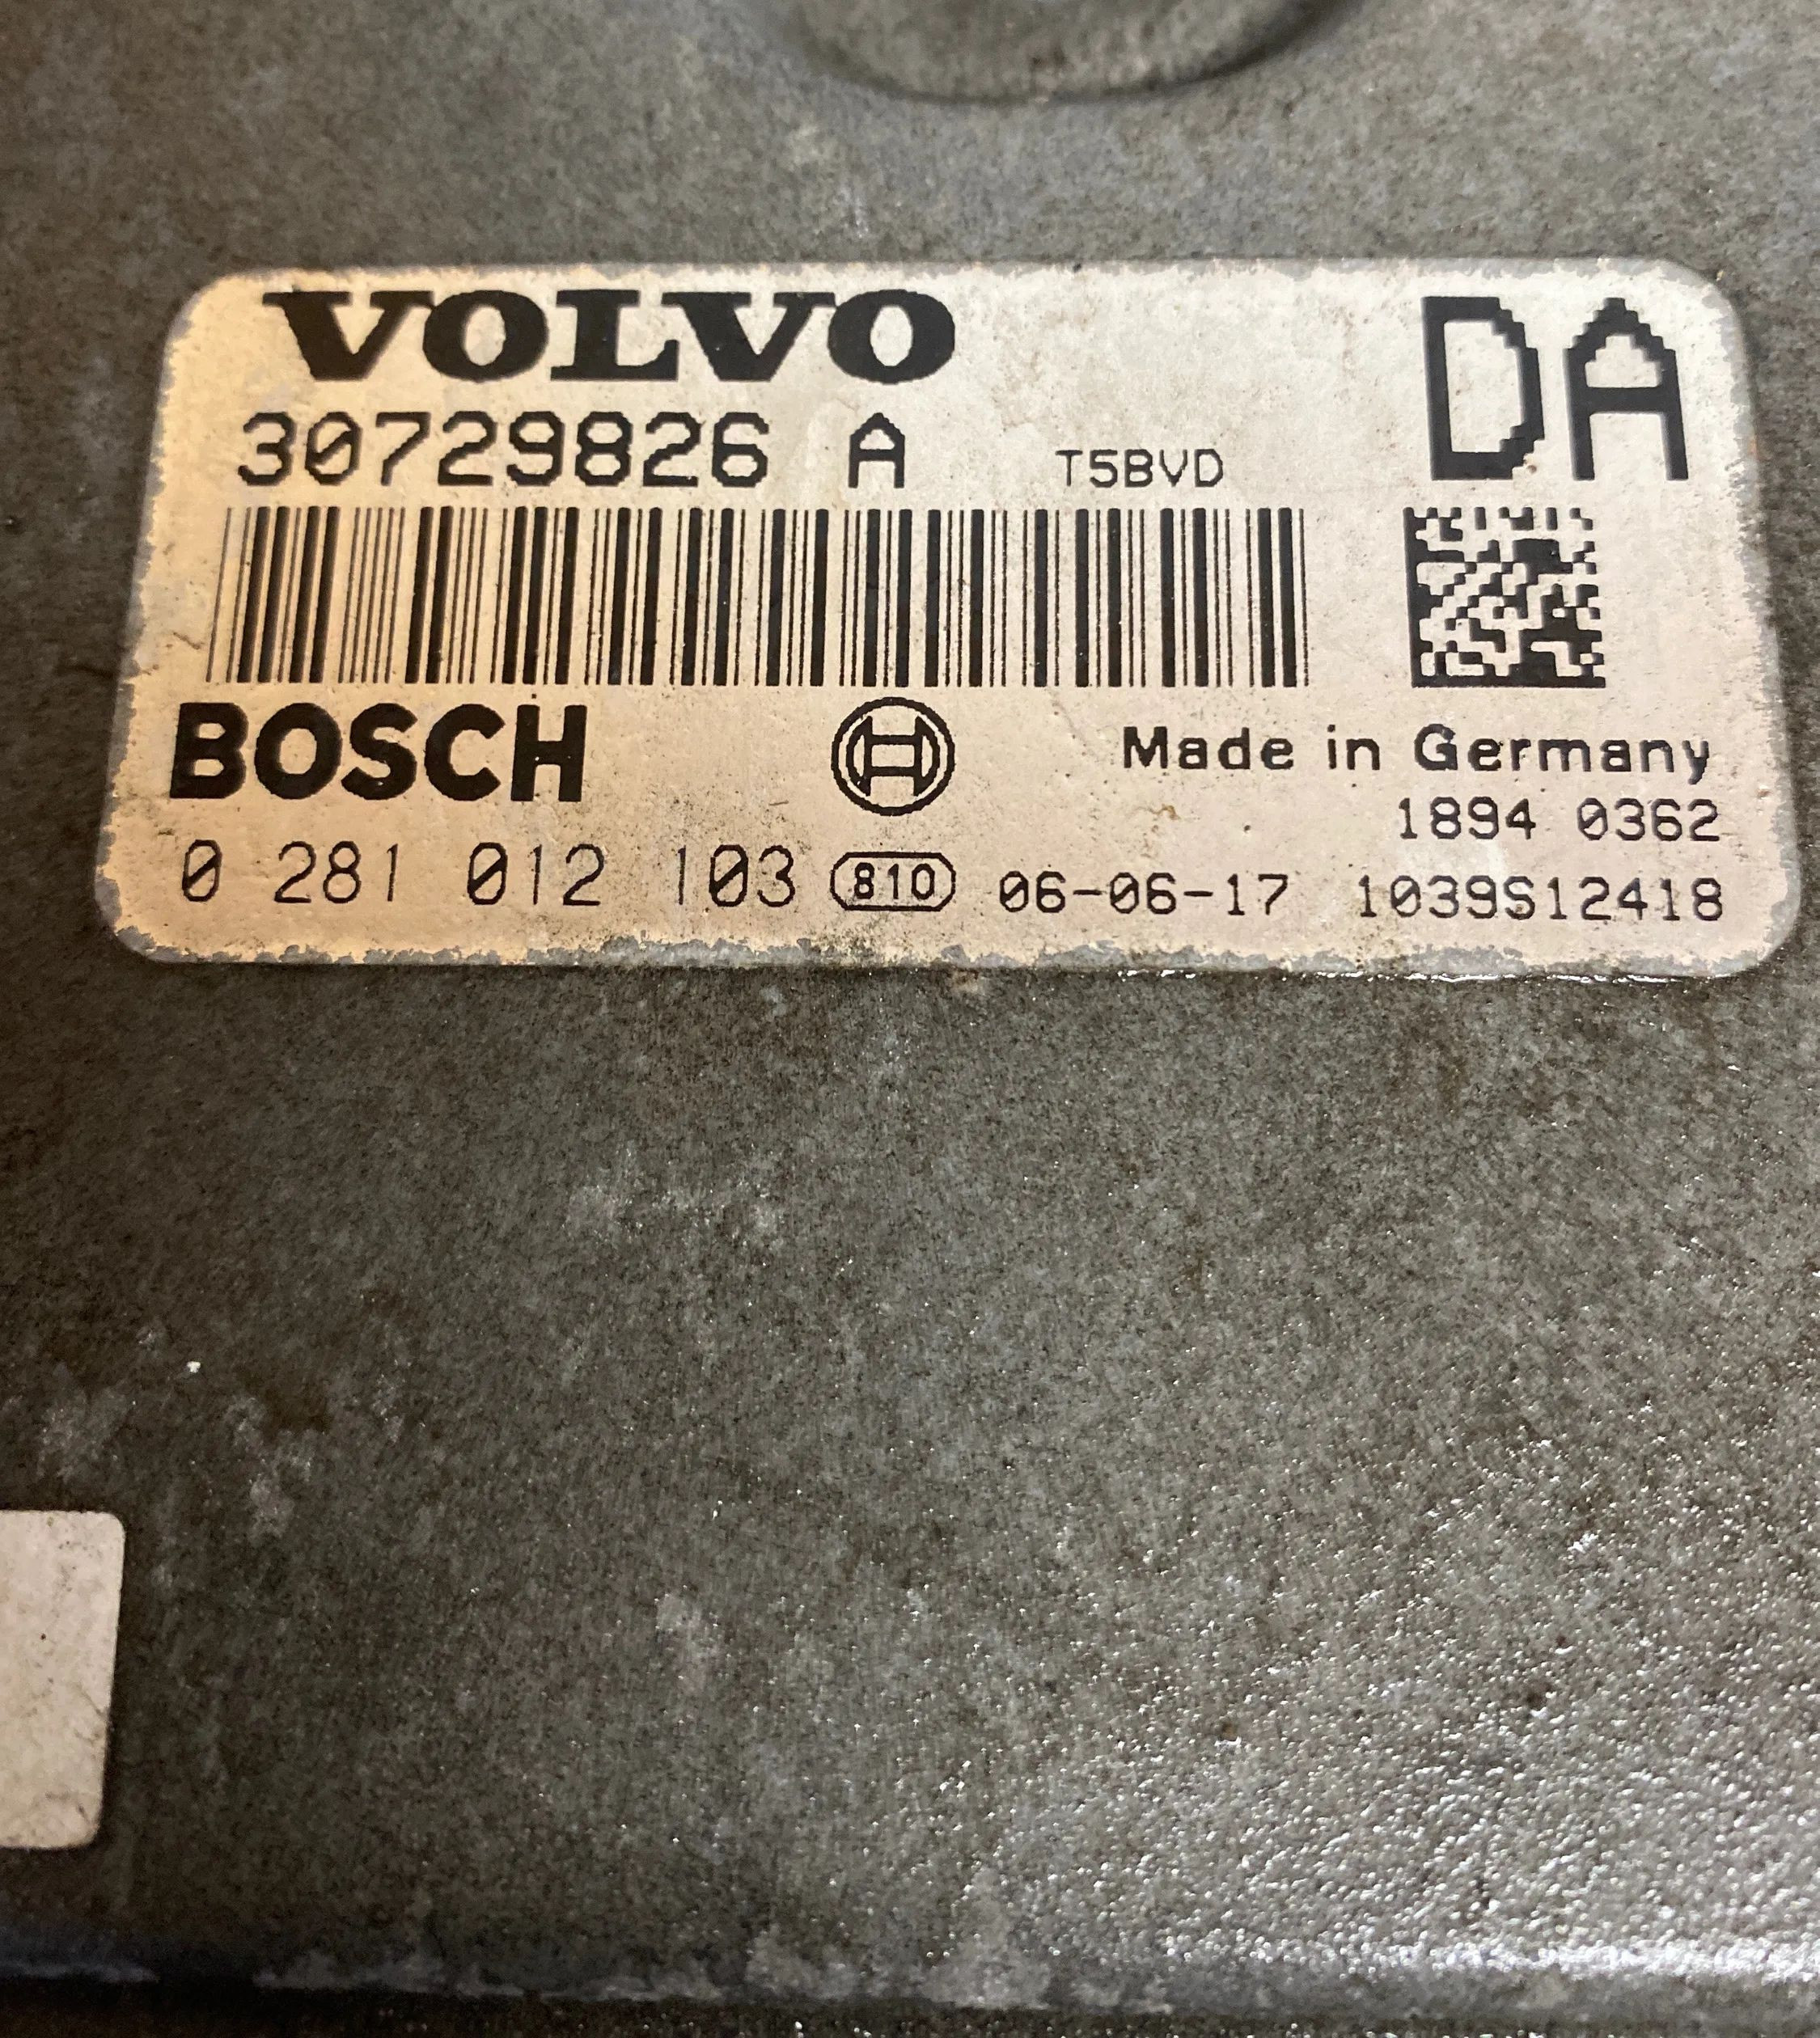 VOLVO DA
30729826 A T5BVD
BOSCH Made in Germany
1894 0362
0 281 012 103 810 06-06-17 1039S12418